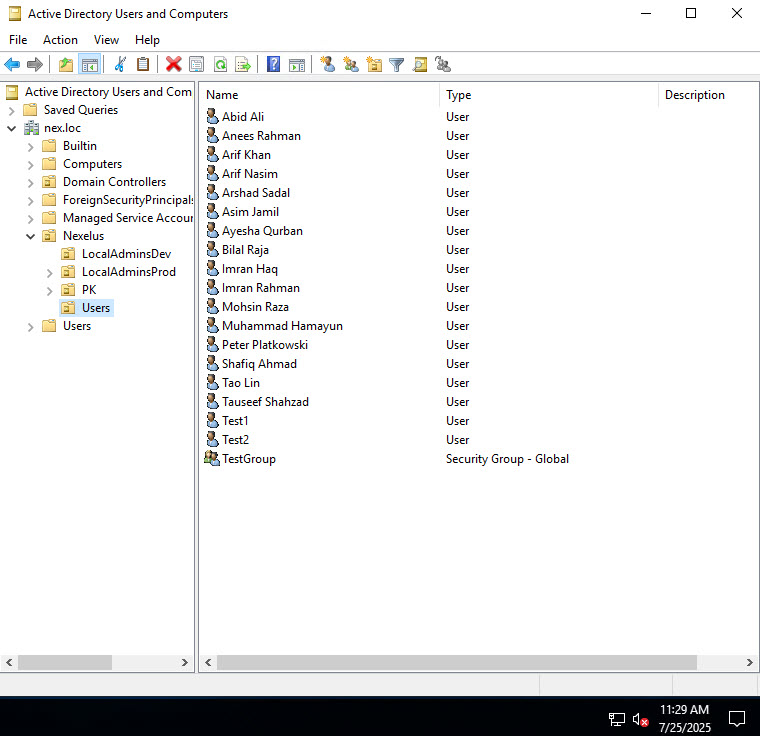 Active Directory Users and Computers
File Action View Help
Active Directory Users and Com
Saved Queries
nex.loc
Builtin
Computers
Domain Controllers
ForeignSecurityPrincipals
Managed Service Accour
Nexelus
LocalAdminsDev
LocalAdminsProd
PK
Users
Users
Name Type Description
Abid Ali User
Anees Rahman User
Arif Khan User
Arif Nasim User
Arshad Sadal User
Asim Jamil User
Ayesha Qurban User
Bilal Raja User
Imran Haq User
Imran Rahman User
Mohsin Raza User
Muhammad Hamayun User
Peter Platkowski User
Shafiq Ahmad User
Tao Lin User
Tauseef Shahzad User
Test1 User
Test2 User
TestGroup Security Group - Global
11:29 AM
7/25/2025